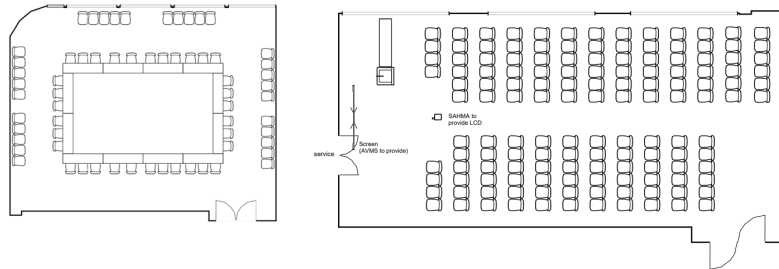 SAHMA to
provide LCD
Screen
(AVMS to provide)
service